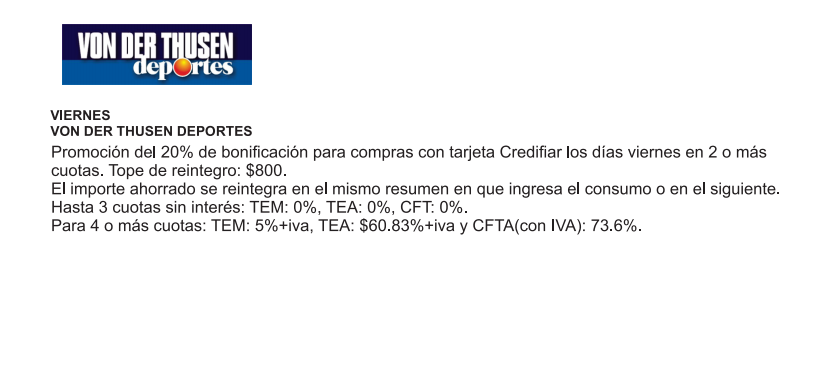 VON DER THUSEN
deportes
VIERNES
VON DER THUSEN DEPORTES
Promoción del 20% de bonificación para compras con tarjeta Credifiar los días viernes en 2 o más
cuotas. Tope de reintegro: $800.
El importe ahorrado se reintegra en el mismo resumen en que ingresa el consumo o en el siguiente.
Hasta 3 cuotas sin interés: TEM: 0%, TEA: 0%, CFT: 0%.
Para 4 o más cuotas: TEM: 5%+iva, TEA: $60.83%+iva y CFTA(con IVA): 73.6%.